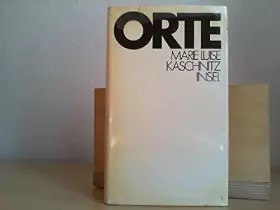 ORTE
MARIE LUISE
KASCHNITZ
INSEL